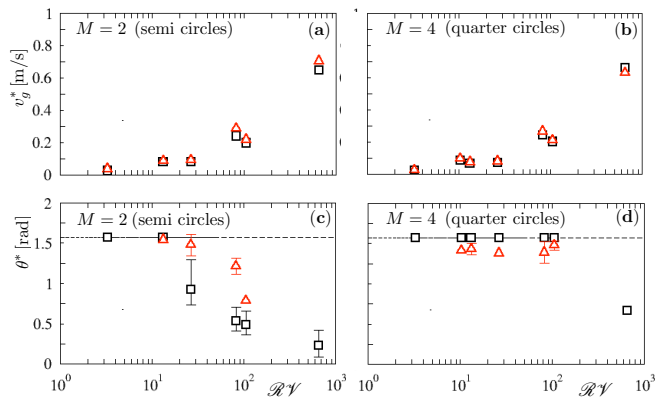 M = 2 (semi circles) (a)
M = 4 (quarter circles) (b)
1
0.8
0.6
0.4
0.2
0
v_g^* [m/s]
M = 2 (semi circles) (c)
M = 4 (quarter circles) (d)
2
1.5
1
0.5
0
θ^* [rad]
10^0 10^1 10^2 10^3
ℛ𝒱
10^0 10^1 10^2 10^3
ℛ𝒱